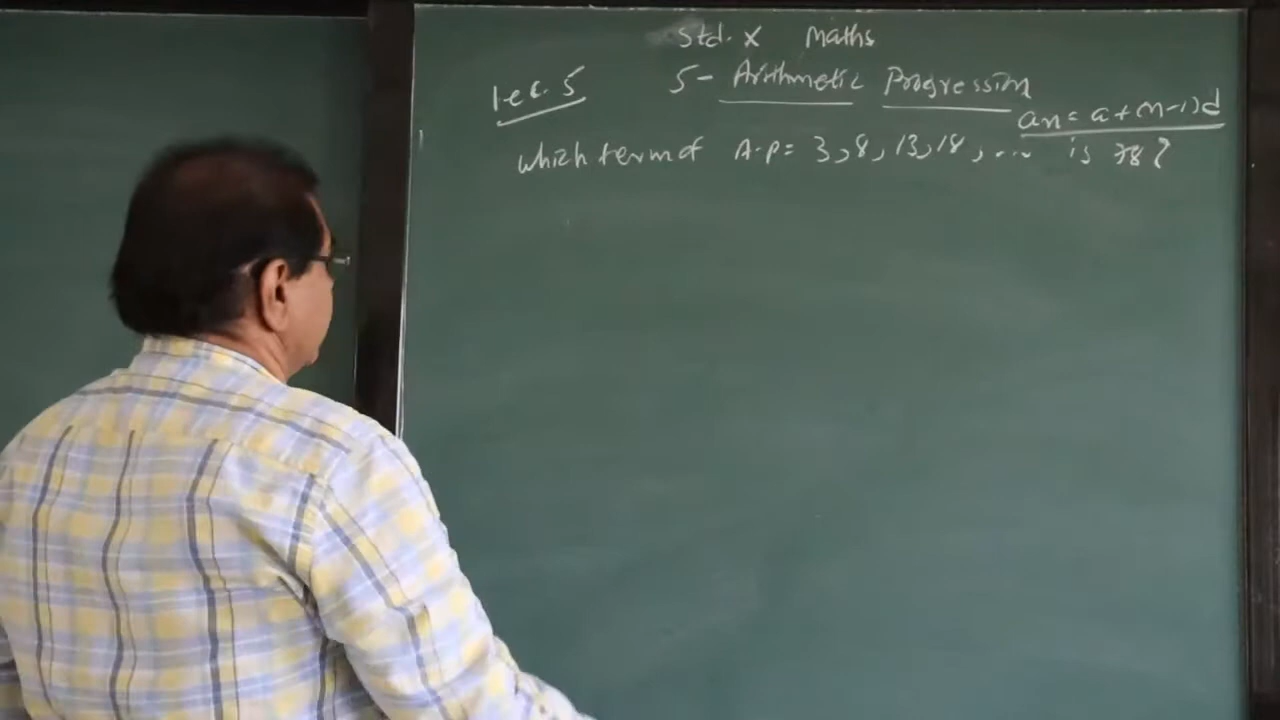 Std. X Maths
Lec. 5 5- Arithmetic Progression
an = a + (n-1)d
which term of A.P = 3, 8, 13, 18, ... is 78?